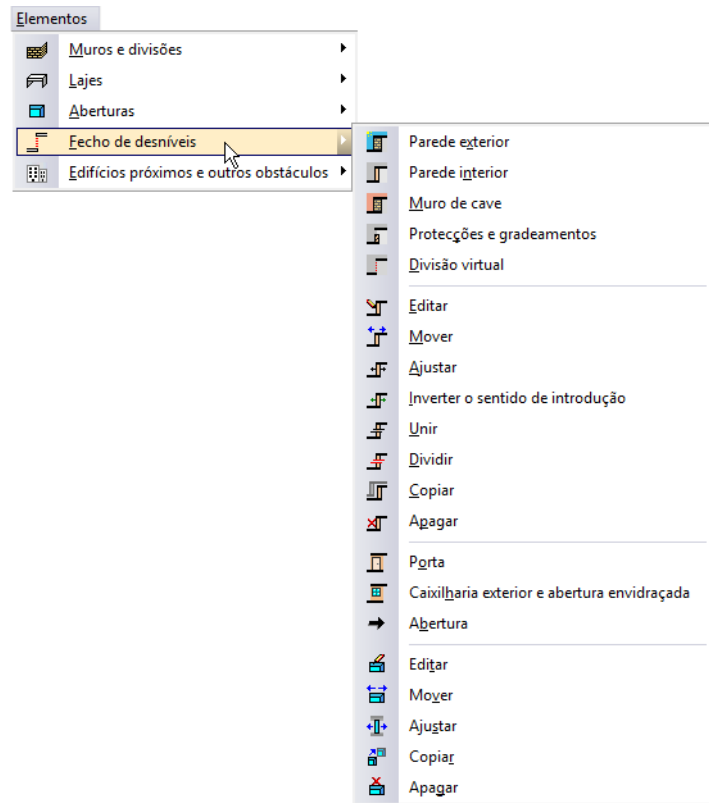 Elementos
Muros e divisões
Lajes
Aberturas
Fecho de desníveis
Edifícios próximos e outros obstáculos
Parede exterior
Parede interior
Muro de cave
Protecções e gradeamentos
Divisão virtual
Editar
Mover
Ajustar
Inverter o sentido de introdução
Unir
Dividir
Copiar
Apagar
Porta
Caixilharia exterior e abertura envidraçada
Abertura
Editar
Mover
Ajustar
Copiar
Apagar